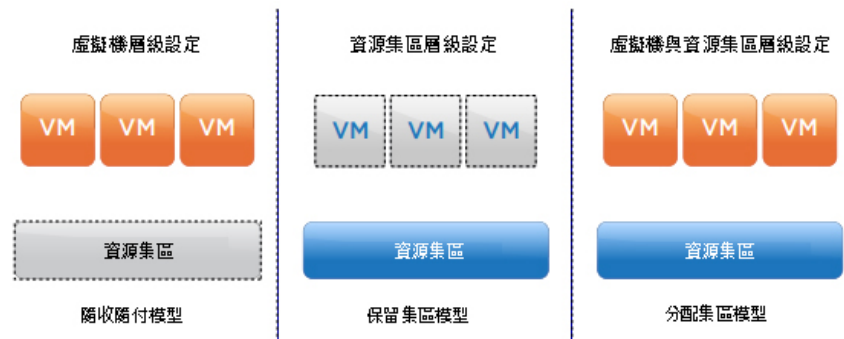 虛擬機層級設定
VM VM VM
資源集區
隨收隨付模型
資源集區層級設定
VM VM VM
資源集區
保留集區模型
虛擬機與資源集區層級設定
VM VM VM
資源集區
分配集區模型